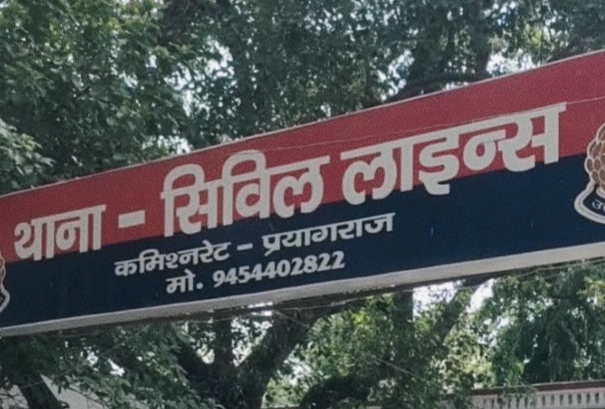 थाना - सिविल लाइन्स
कमिश्नरेट - प्रयागराज
मो. 9454402822